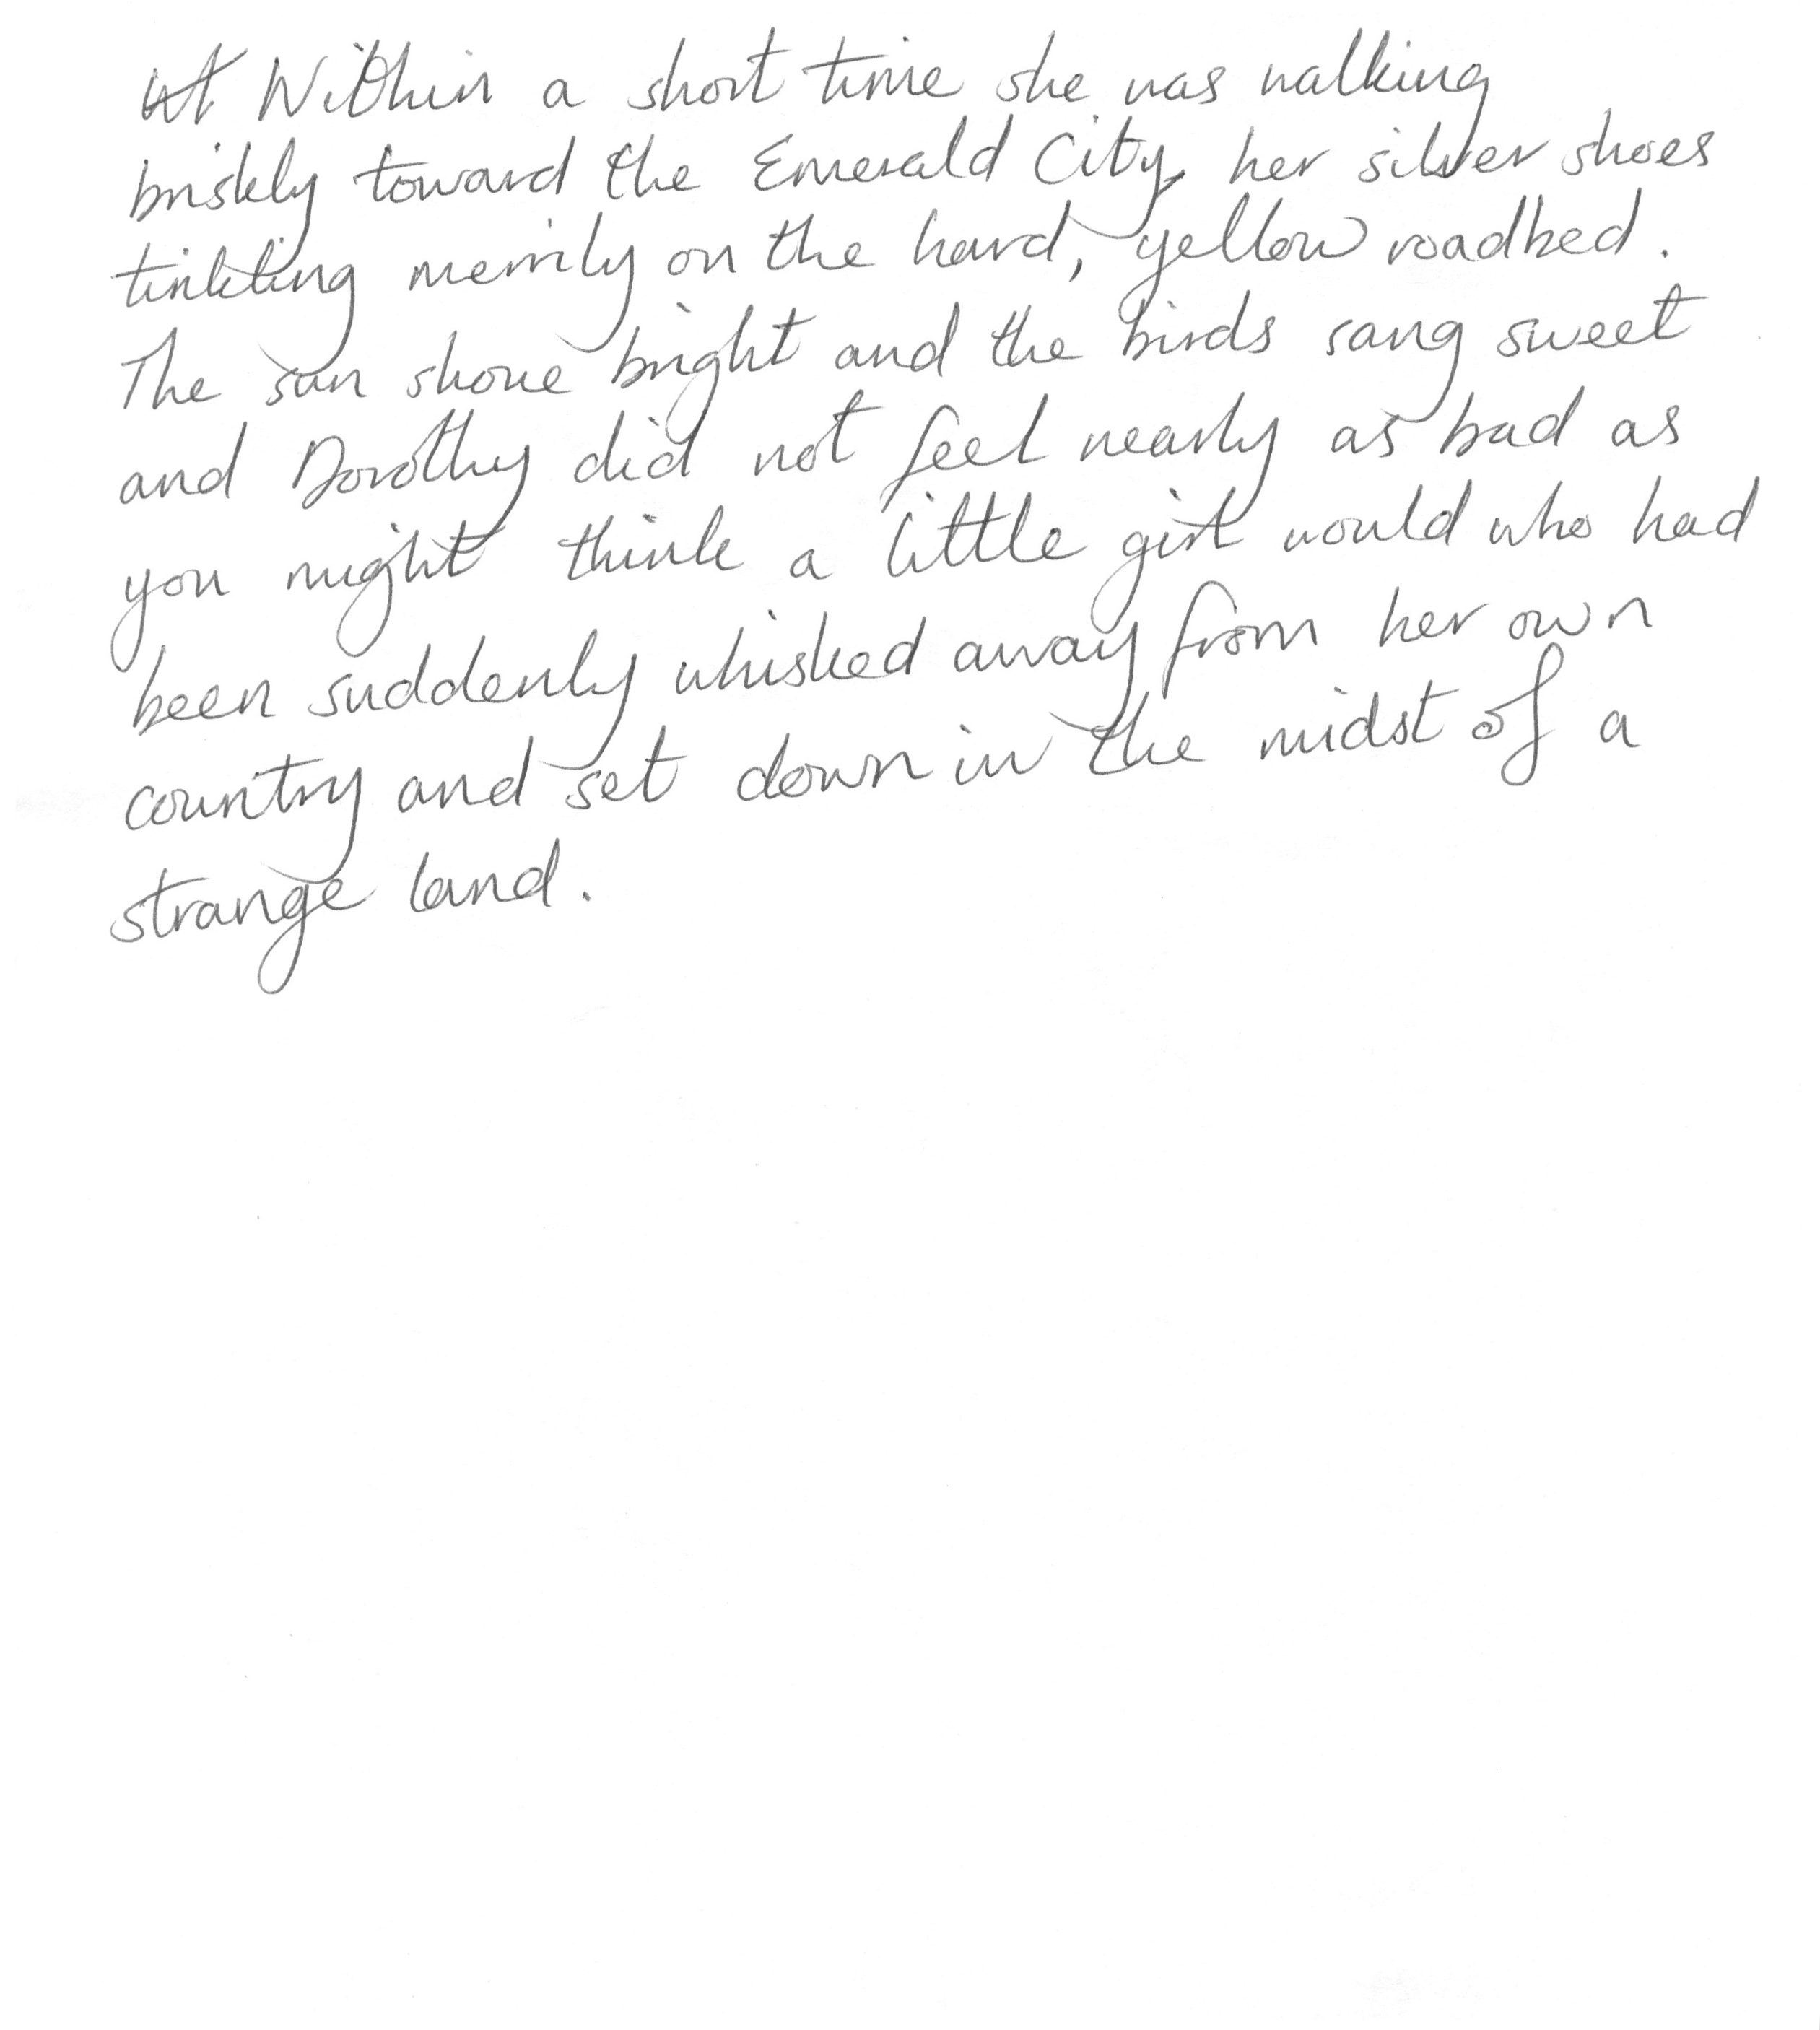 Within a short time she was walking
briskly toward the Emerald City, her silver shoes
tinkling merrily on the hard, yellow roadbed.
The sun shone bright and the birds sang sweet
and Dorothy did not feel nearly as bad as
you might think a little girl would who had
been suddenly whisked away from her own
country and set down in the midst of a
strange land.